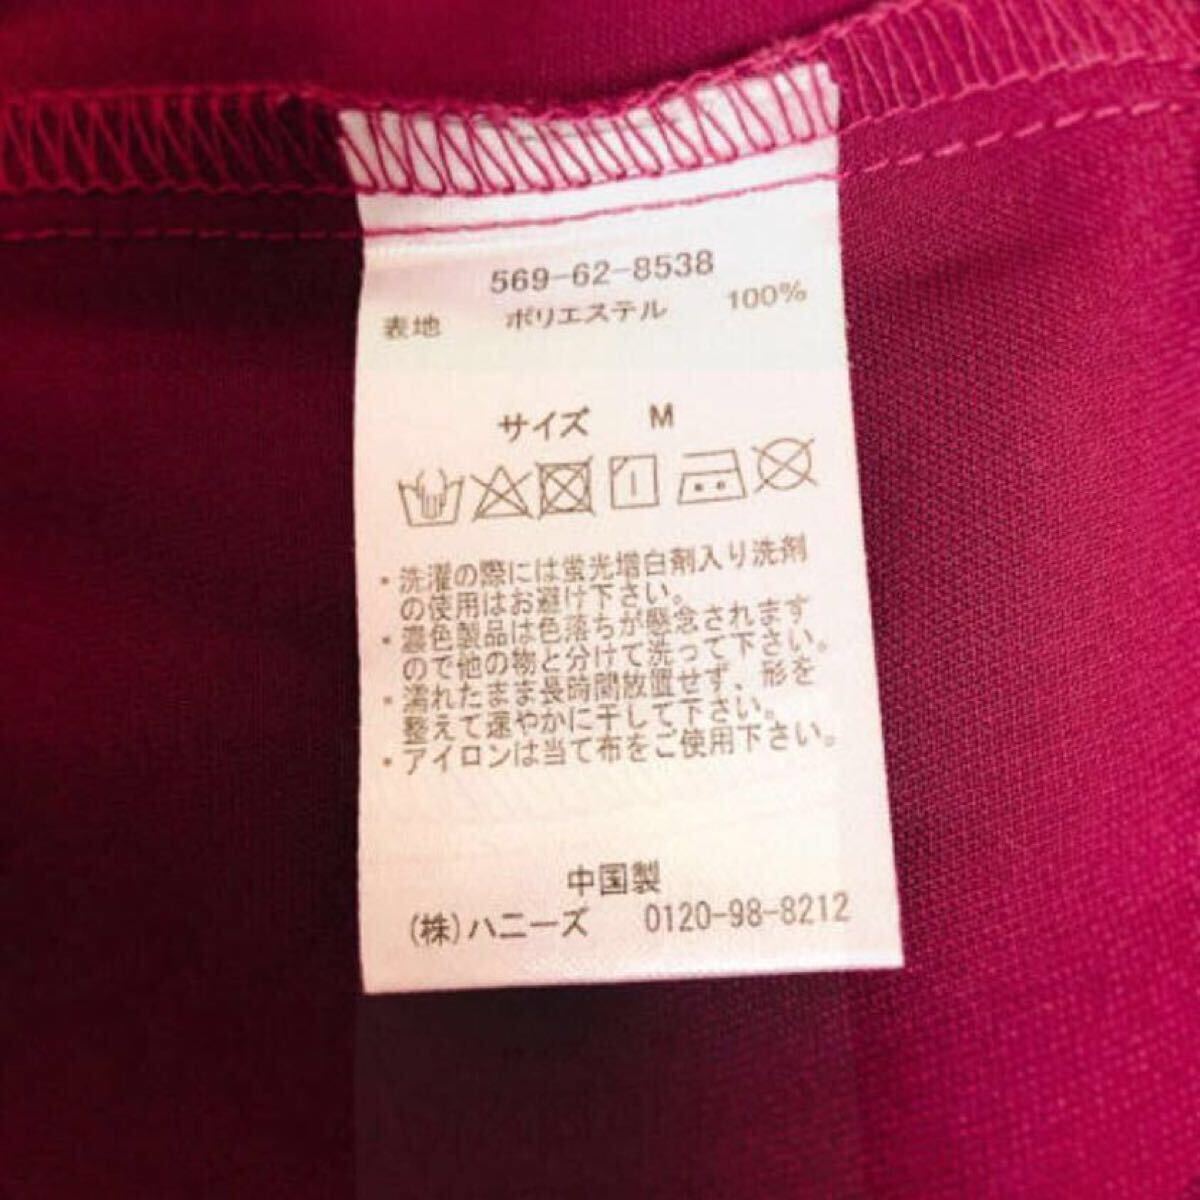 569-62-8538
表地 ポリエステル 100%
サイズ M
・洗濯の際には蛍光増白剤入り洗剤
の使用はお避け下さい。
・濃色製品は色落ちが懸念されます
ので他の物と分けて洗って下さい。
・濡れたまま長時間放置せず、形を
整えて速やかに干して下さい。
・アイロンは当て布をご使用下さい。
中国製
(株)ハニーズ 0120-98-8212